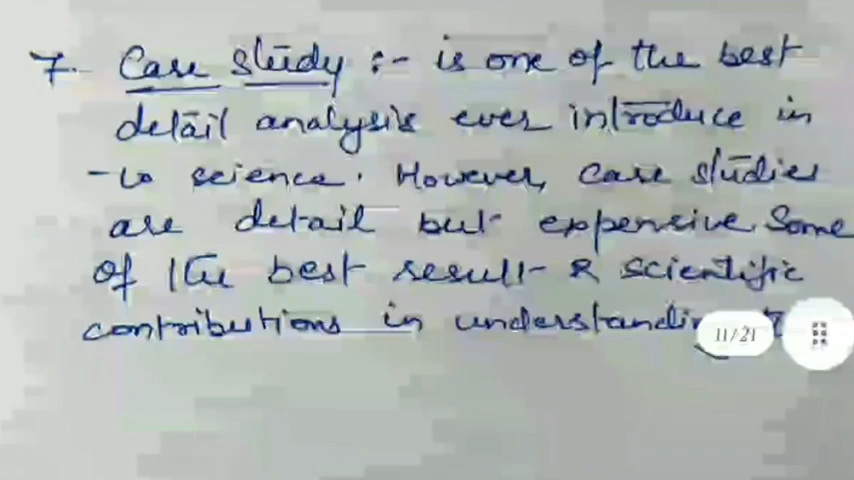 7. Case study :- is one of the best
detail analysis ever introduce in
-to science. However, case studies
are detail but expensive. Some
of the best result & scientific
contributions in understanding &
11/21